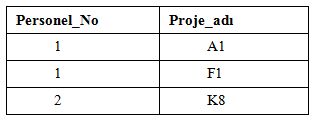 Personel_No Proje_adı
1 A1
1 F1
2 K8